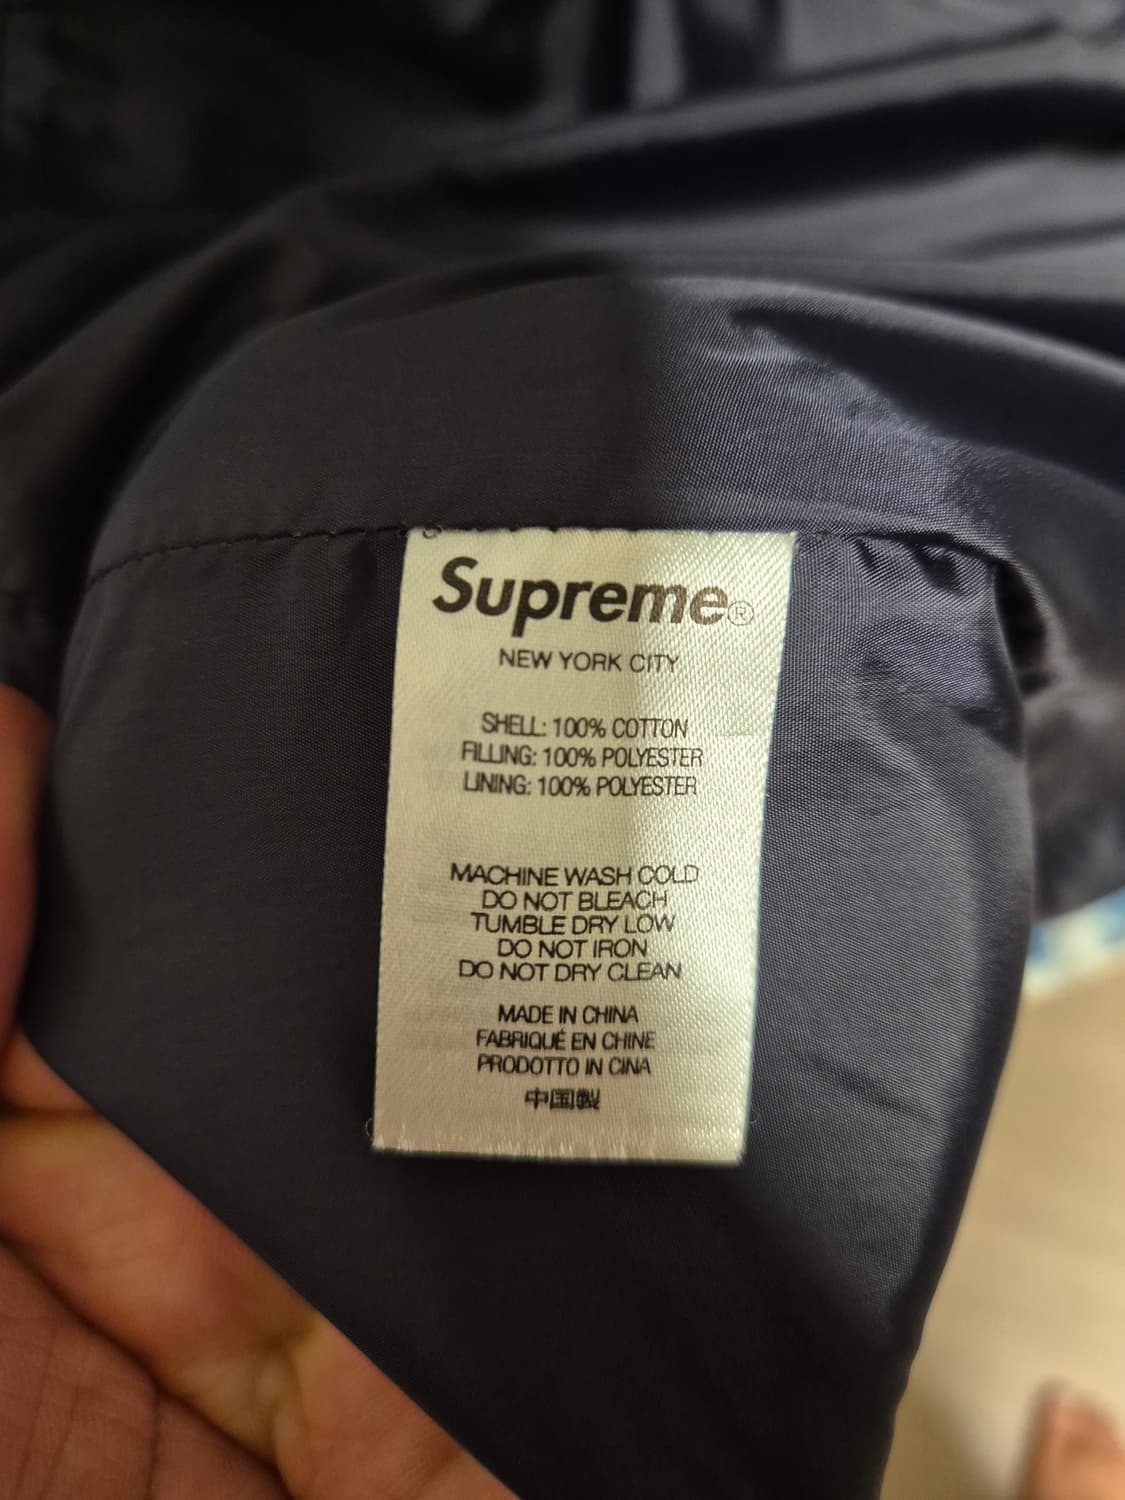 Supreme®
NEW YORK CITY
SHELL: 100% COTTON
FILLING: 100% POLYESTER
LINING: 100% POLYESTER
MACHINE WASH COLD
DO NOT BLEACH
TUMBLE DRY LOW
DO NOT IRON
DO NOT DRY CLEAN
MADE IN CHINA
FABRIQUÉ EN CHINE
PRODOTTO IN CINA
中国製